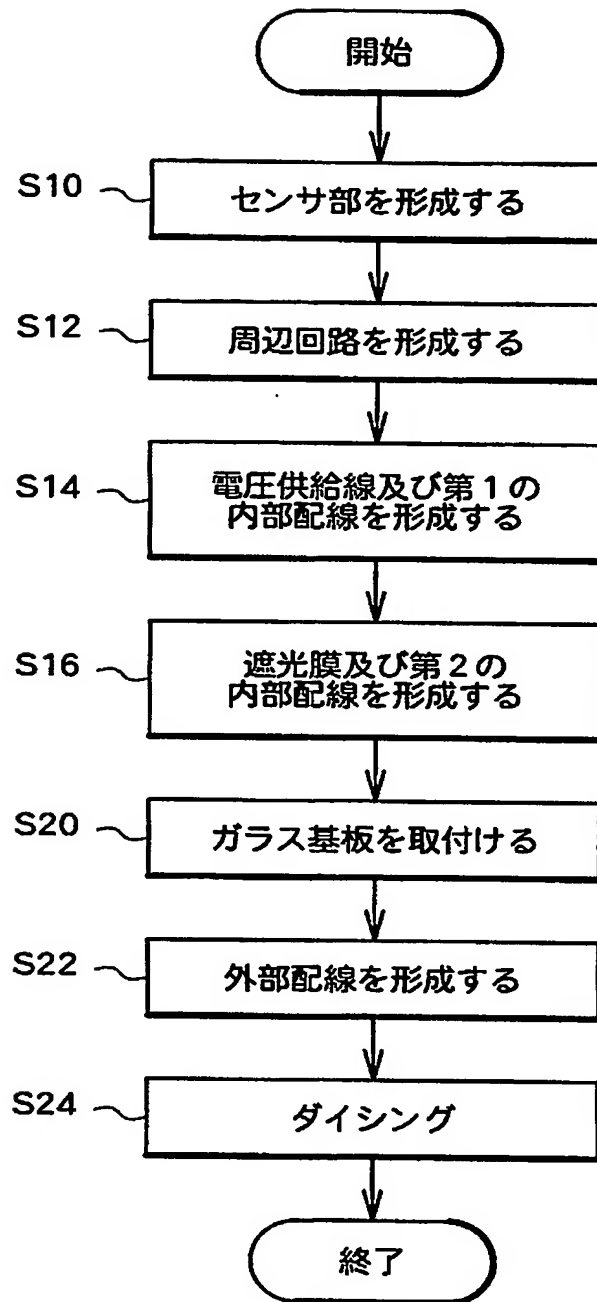 開始
S10
センサ部を形成する
S12
周辺回路を形成する
S14
電圧供給線及び第１の
内部配線を形成する
S16
遮光膜及び第２の
内部配線を形成する
S20
ガラス基板を取付ける
S22
外部配線を形成する
S24
ダイシング
終了